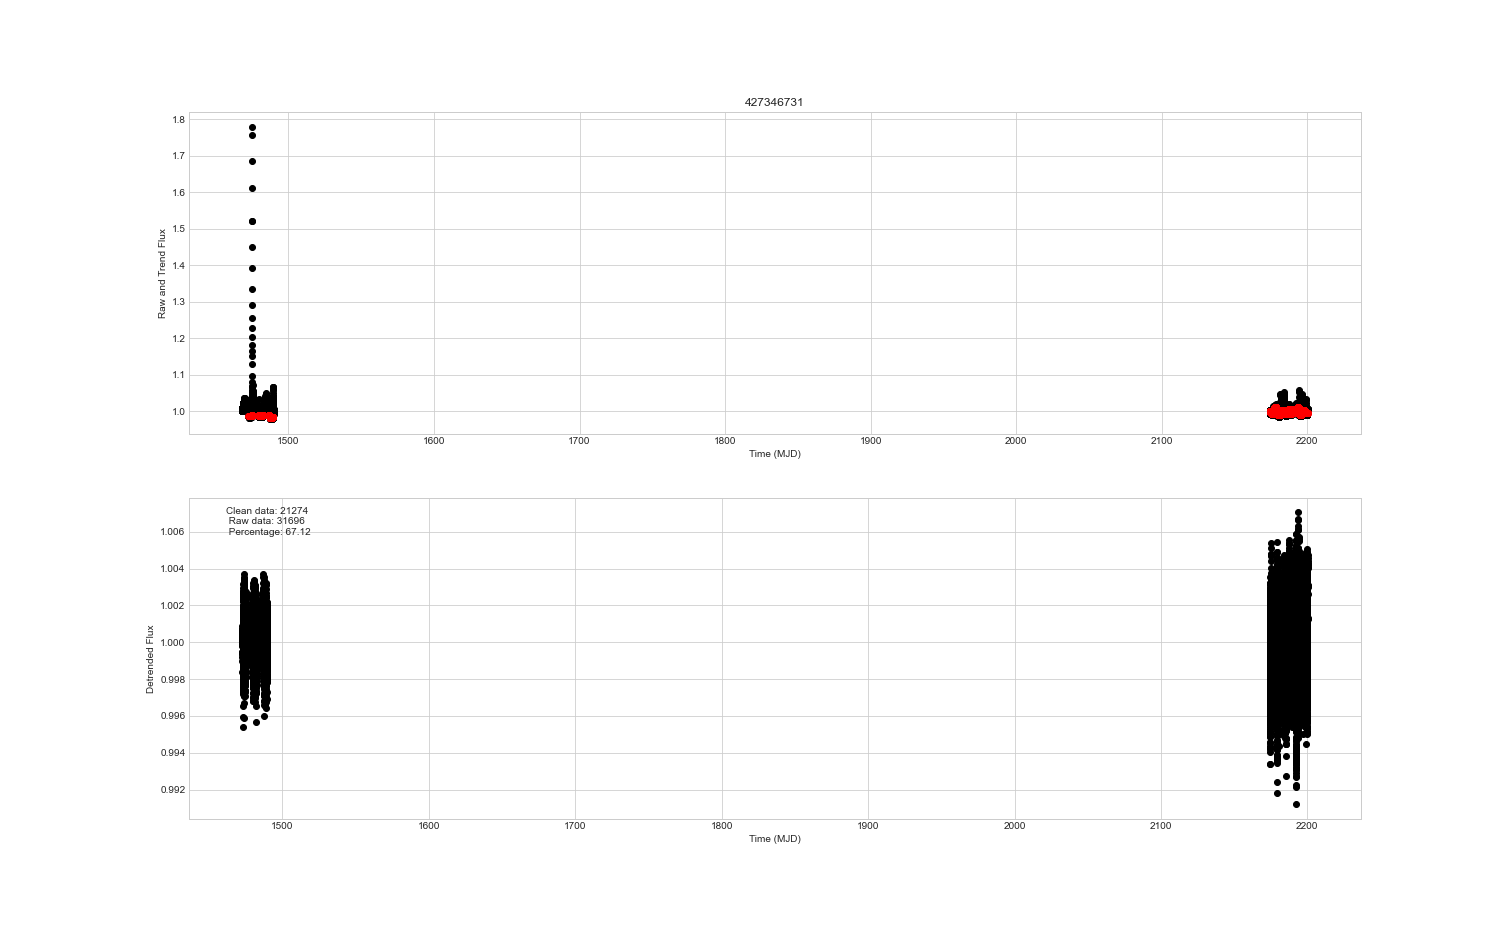 427346731
1.8
1.7
1.6
1.5
1.4
1.3
1.2
1.1
1.0
Raw and Trend Flux
1500 1600 1700 1800 1900 2000 2100 2200
Time (MJD)
Clean data: 21274
Raw data: 31696
Percentage: 67.12
1.006
1.004
1.002
1.000
0.998
0.996
0.994
0.992
Detrended Flux
1500 1600 1700 1800 1900 2000 2100 2200
Time (MJD)